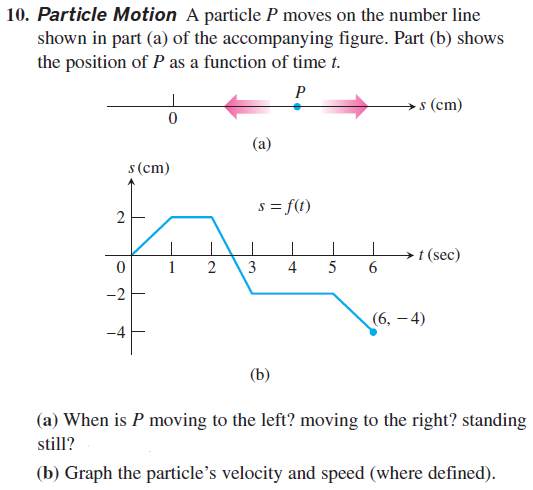 10. Particle Motion A particle P moves on the number line
shown in part (a) of the accompanying figure. Part (b) shows
the position of P as a function of time t.
P
s (cm)
0
(a)
s (cm)
s = f(t)
2
t (sec)
0 1 2 3 4 5 6
−2
(6, −4)
−4
(b)
(a) When is P moving to the left? moving to the right? standing
still?
(b) Graph the particle’s velocity and speed (where defined).